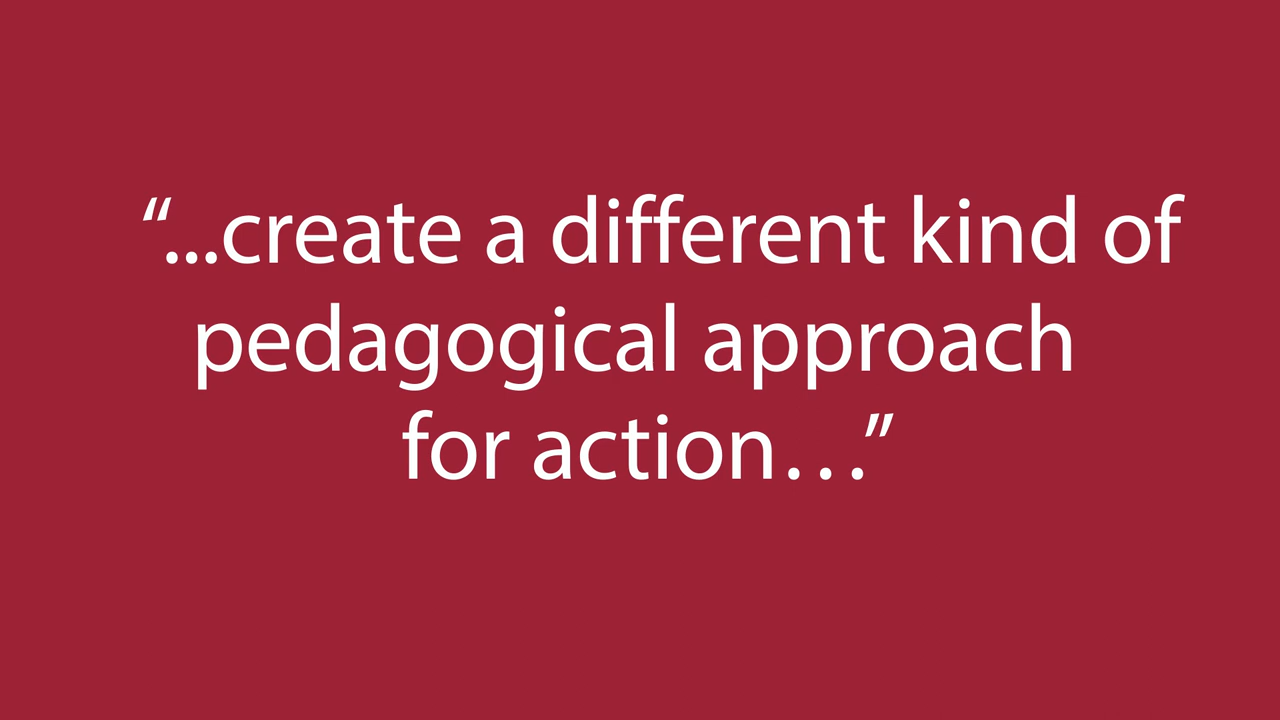 “...create a different kind of
pedagogical approach
for action…”